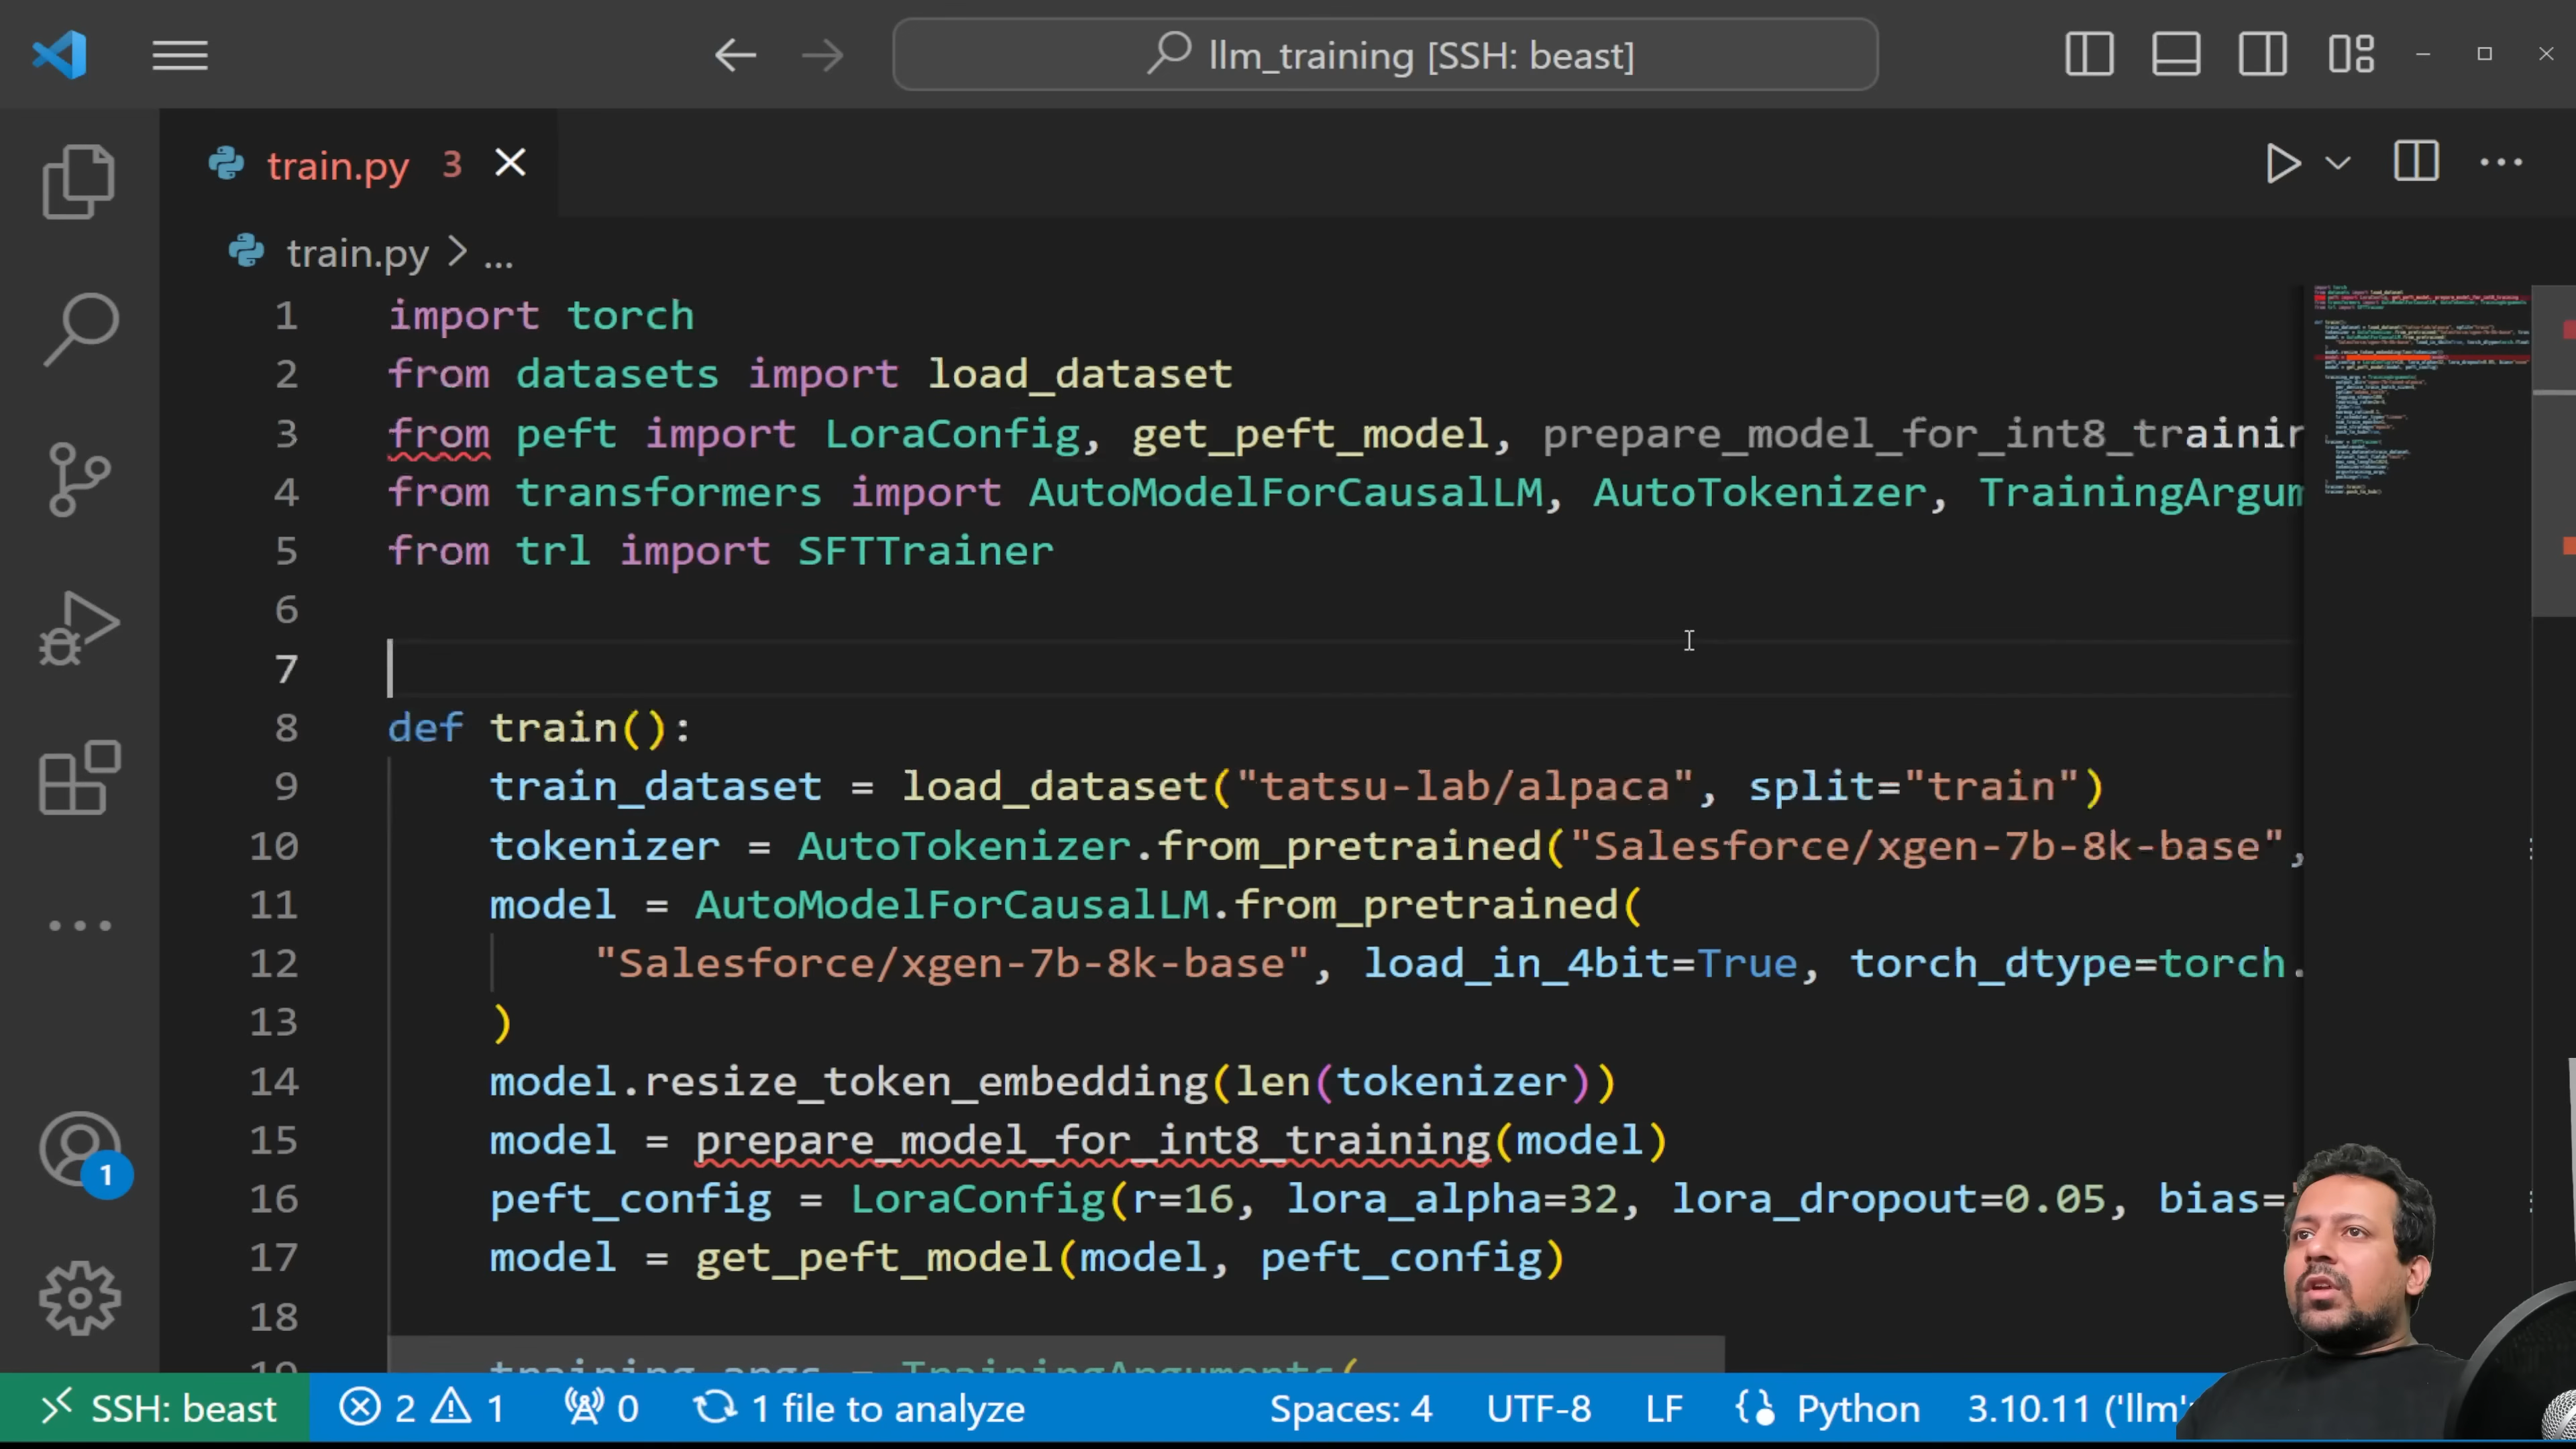 llm_training [SSH: beast]
train.py 3
train.py > ...
1 import torch
2 from datasets import load_dataset
3 from peft import LoraConfig, get_peft_model, prepare_model_for_int8_trainin
4 from transformers import AutoModelForCausalLM, AutoTokenizer, TrainingArgum
5 from trl import SFTTrainer
6
7
8 def train():
9 train_dataset = load_dataset("tatsu-lab/alpaca", split="train")
10 tokenizer = AutoTokenizer.from_pretrained("Salesforce/xgen-7b-8k-base",
11 model = AutoModelForCausalLM.from_pretrained(
12 "Salesforce/xgen-7b-8k-base", load_in_4bit=True, torch_dtype=torch.
13 )
14 model.resize_token_embedding(len(tokenizer))
15 model = prepare_model_for_int8_training(model)
16 peft_config = LoraConfig(r=16, lora_alpha=32, lora_dropout=0.05, bias=
17 model = get_peft_model(model, peft_config)
18
19 training_args = TrainingArguments(
1
SSH: beast 2 1 0 1 file to analyze Spaces: 4 UTF-8 LF Python 3.10.11 ('llm'